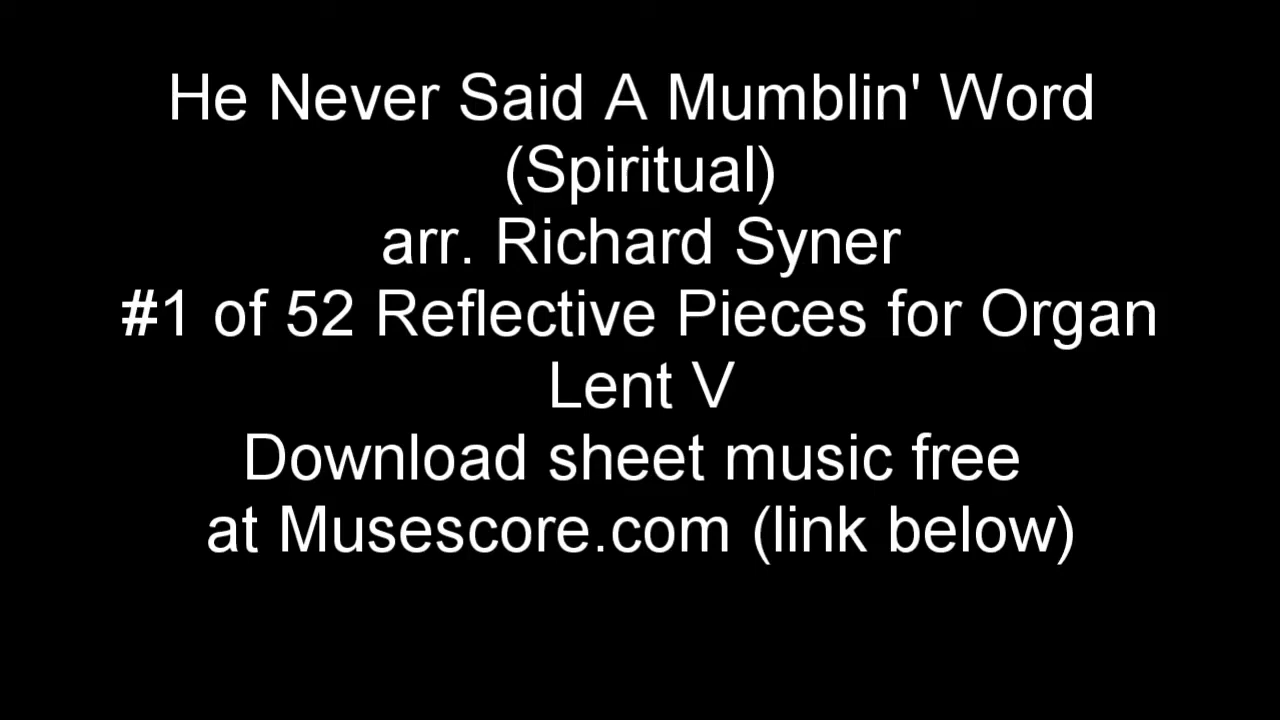 He Never Said A Mumblin' Word
(Spiritual)
arr. Richard Syner
#1 of 52 Reflective Pieces for Organ
Lent V
Download sheet music free
at Musescore.com (link below)